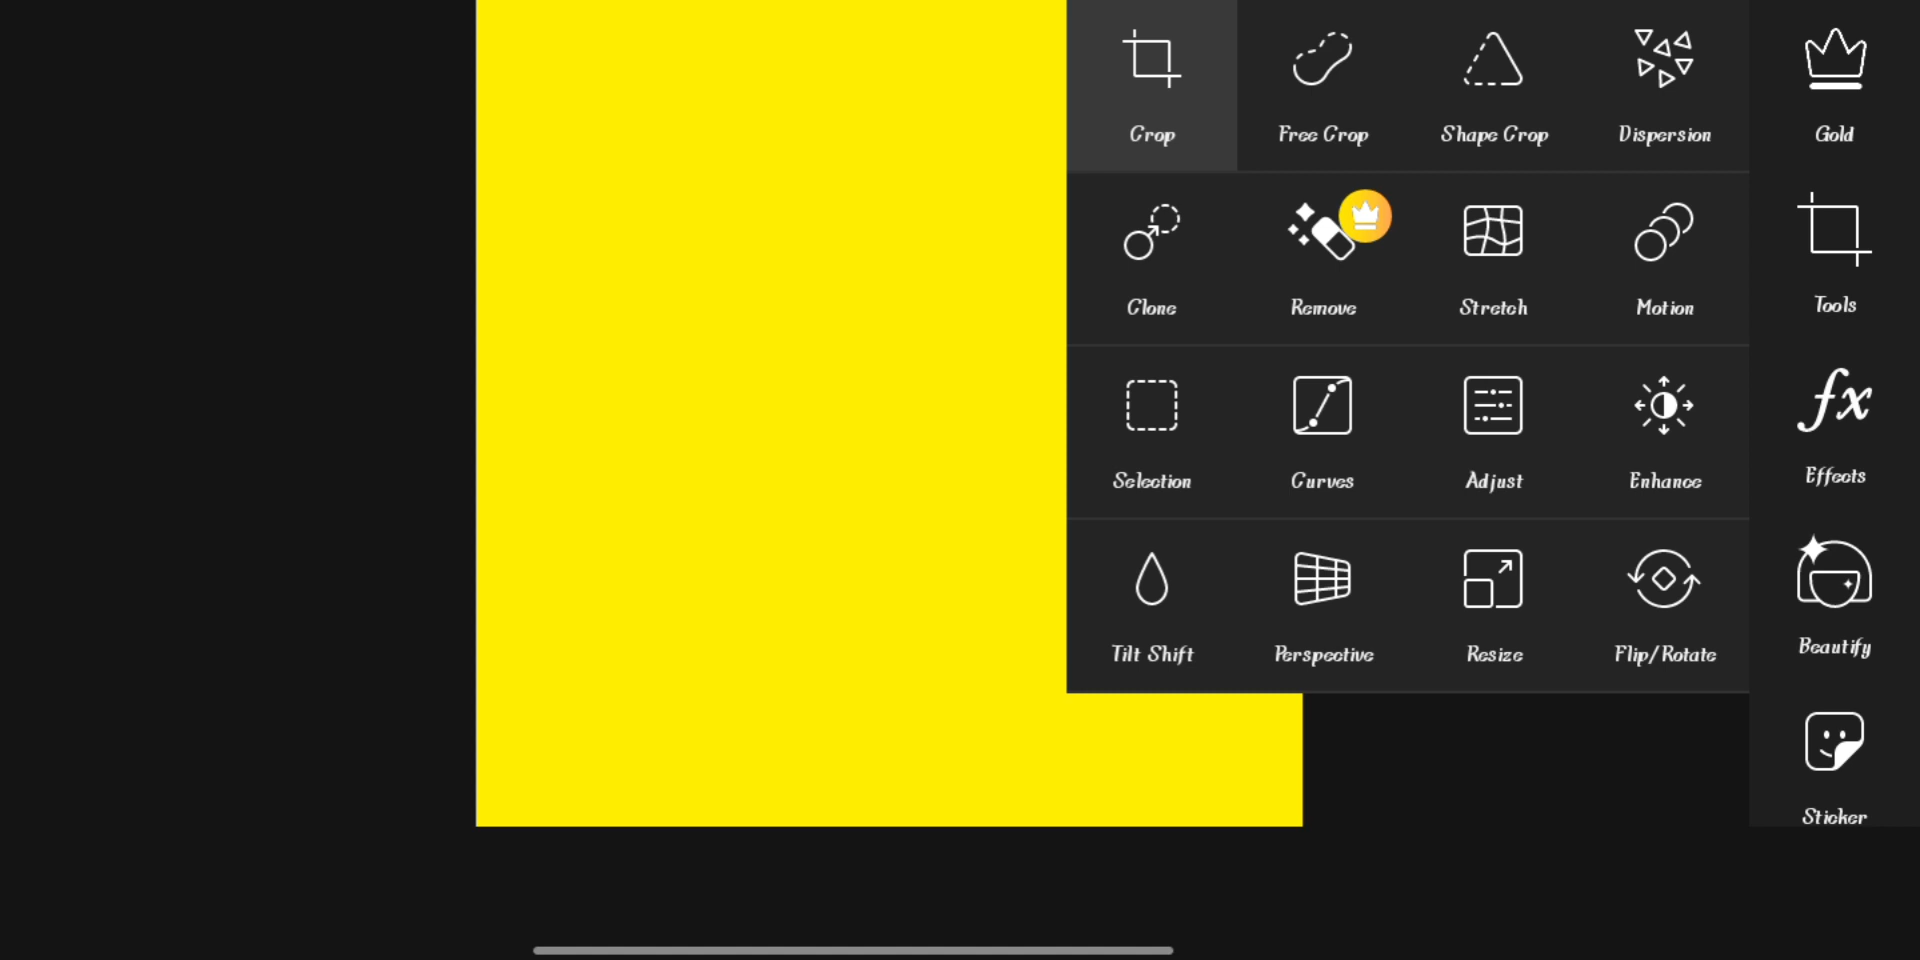 Crop Free Crop Shape Crop Dispersion Gold
Clone Remove Stretch Motion Tools
Selection Curves Adjust Enhance Effects
Tilt Shift Perspective Resize Flip/Rotate Beautify
Sticker